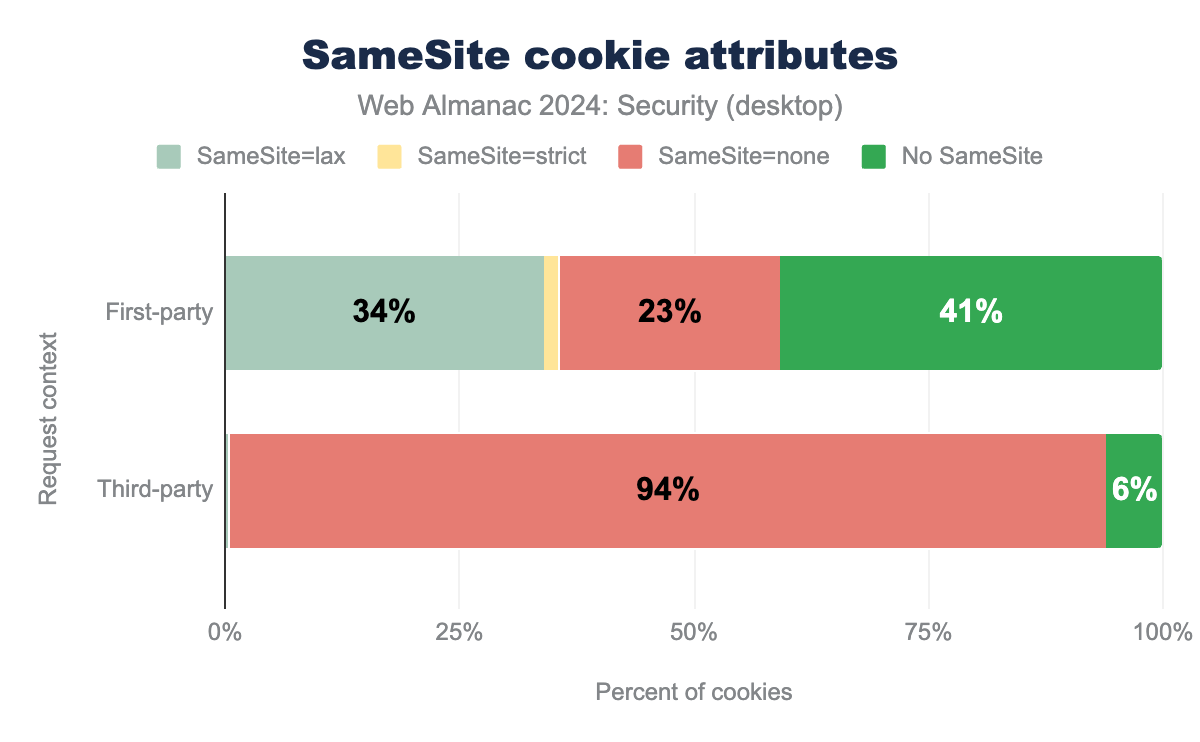 SameSite cookie attributes
Web Almanac 2024: Security (desktop)
SameSite=lax SameSite=strict SameSite=none No SameSite
Request context
First-party
34% 23% 41%
Third-party
94% 6%
0% 25% 50% 75% 100%
Percent of cookies